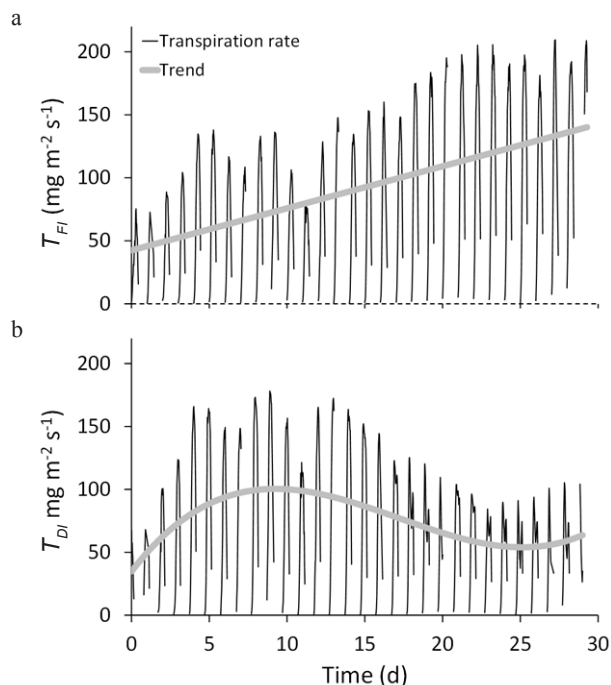 a
200
Transpiration rate
Trend
150
100
50
0
T_FI (mg m⁻² s⁻¹)
b
200
150
100
50
0
T_DI mg m⁻² s⁻¹)
0 5 10 15 20 25 30
Time (d)